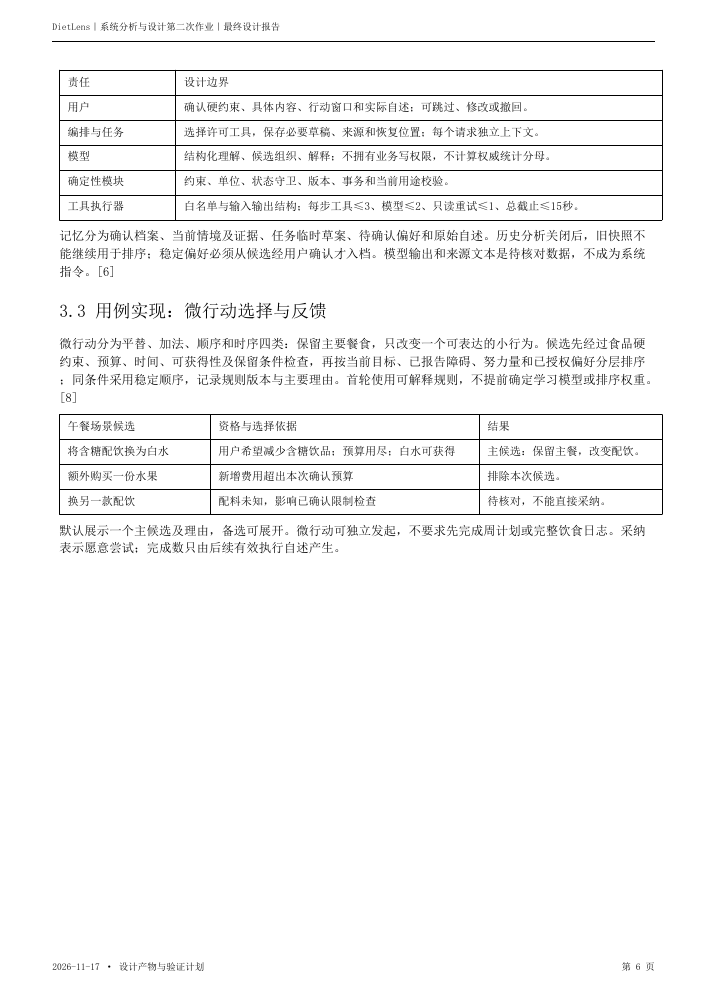 DietLens | 系统分析与设计第二次作业 | 最终设计报告
责任 设计边界
用户 确认硬约束、具体内容、行动窗口和实际自述；可跳过、修改或撤回。
编排与任务 选择许可工具，保存必要草稿、来源和恢复位置；每个请求独立上下文。
模型 结构化理解、候选组织、解释；不拥有业务写权限，不计算权威统计分母。
确定性模块 约束、单位、状态守卫、版本、事务和当前用途校验。
工具执行器 白名单与输入输出结构；每步工具≤3、模型≤2、只读重试≤1、总截止≤15秒。
记忆分为确认档案、当前情境及证据、任务临时草案、待确认偏好和原始自述。历史分析关闭后，旧快照不
能继续用于排序；稳定偏好必须从候选经用户确认才入档。模型输出和来源文本是待核对数据，不成为系统
指令。[6]
3.3 用例实现：微行动选择与反馈
微行动分为平替、加法、顺序和时序四类：保留主要餐食，只改变一个可表达的小行为。候选先经过食品硬
约束、预算、时间、可获得性及保留条件检查，再按当前目标、已报告障碍、努力量和已授权偏好分层排序
；同条件采用稳定顺序，记录规则版本与主要理由。首轮使用可解释规则，不提前确定学习模型或排序权重。
[8]
午餐场景候选 资格与选择依据 结果
将含糖配饮换为白水 用户希望减少含糖饮品；预算用尽；白水可获得 主候选：保留主餐，改变配饮。
额外购买一份水果 新增费用超出本次确认预算 排除本次候选。
换另一款配饮 配料未知，影响已确认限制检查 待核对，不能直接采纳。
默认展示一个主候选及理由，备选可展开。微行动可独立发起，不要求先完成周计划或完整饮食日志。采纳
表示愿意尝试；完成数只由后续有效执行自述产生。
2026-11-17 • 设计产物与验证计划
第 6 页